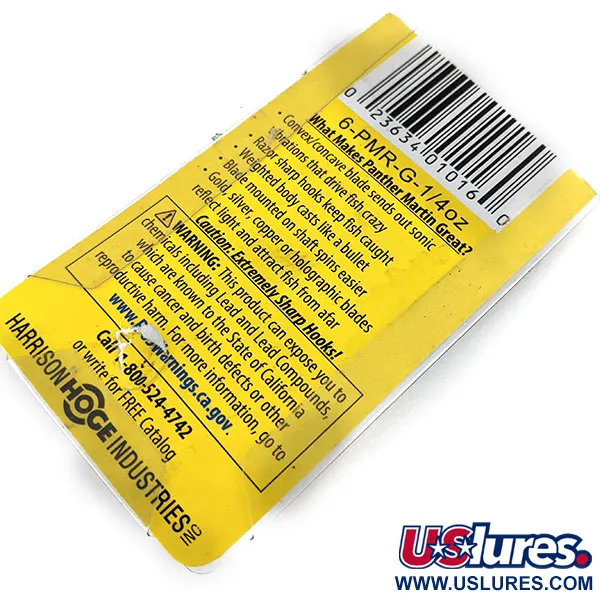 0 23634 01016 0
6-PMR-G-1/4oz
What Makes Panther Martin Great?
• Convex/concave blade sends out sonic
vibrations that drive fish crazy
• Razor sharp hooks keep fish caught
• Weighted body casts like a bullet
• Blade mounted on shaft spins easier
• Gold, silver, copper or holographic blades
reflect light and attract fish from afar
Caution: Extremely Sharp Hooks!
WARNING: This product can expose you to
chemicals including Lead and Lead Compounds,
which are known to the State of California
to cause cancer and birth defects or other
reproductive harm. For more information, go to
www.P65Warnings.ca.gov.
Call 1-800-524-4742
or write for FREE Catalog
HARRISON HOGE INDUSTRIES INC
USlures.
WWW.USLURES.COM